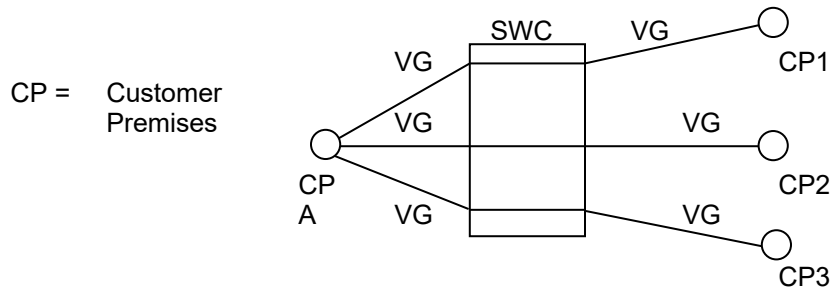 SWC
VG
VG
CP1
CP = Customer
Premises
VG
VG
CP
A
CP2
VG
VG
CP3